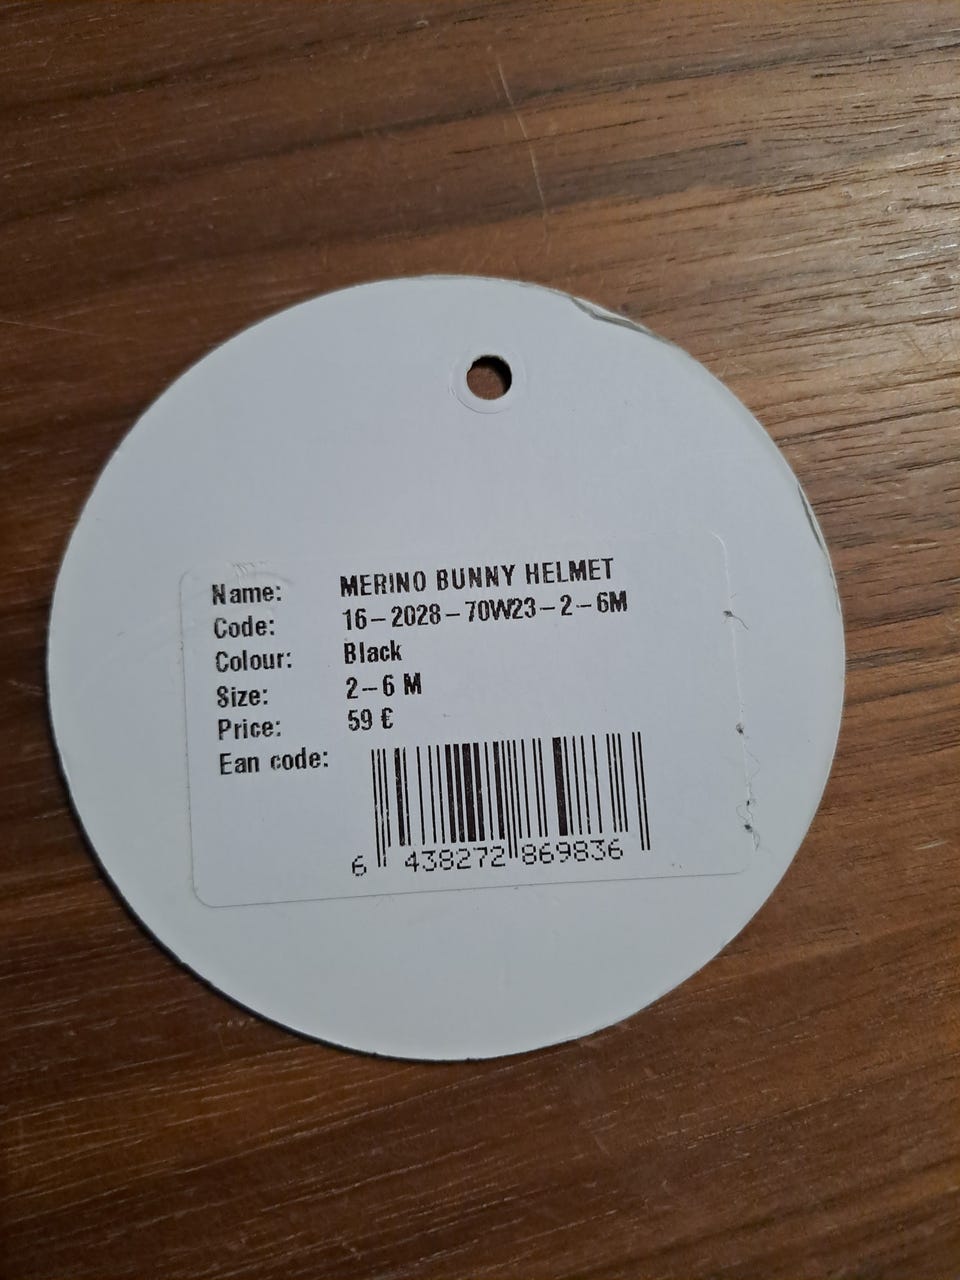 Name: MERINO BUNNY HELMET
Code: 16-2028-70W23-2-6M
Colour: Black
Size: 2-6 M
Price: 59 €
Ean code:
6 438272 869836